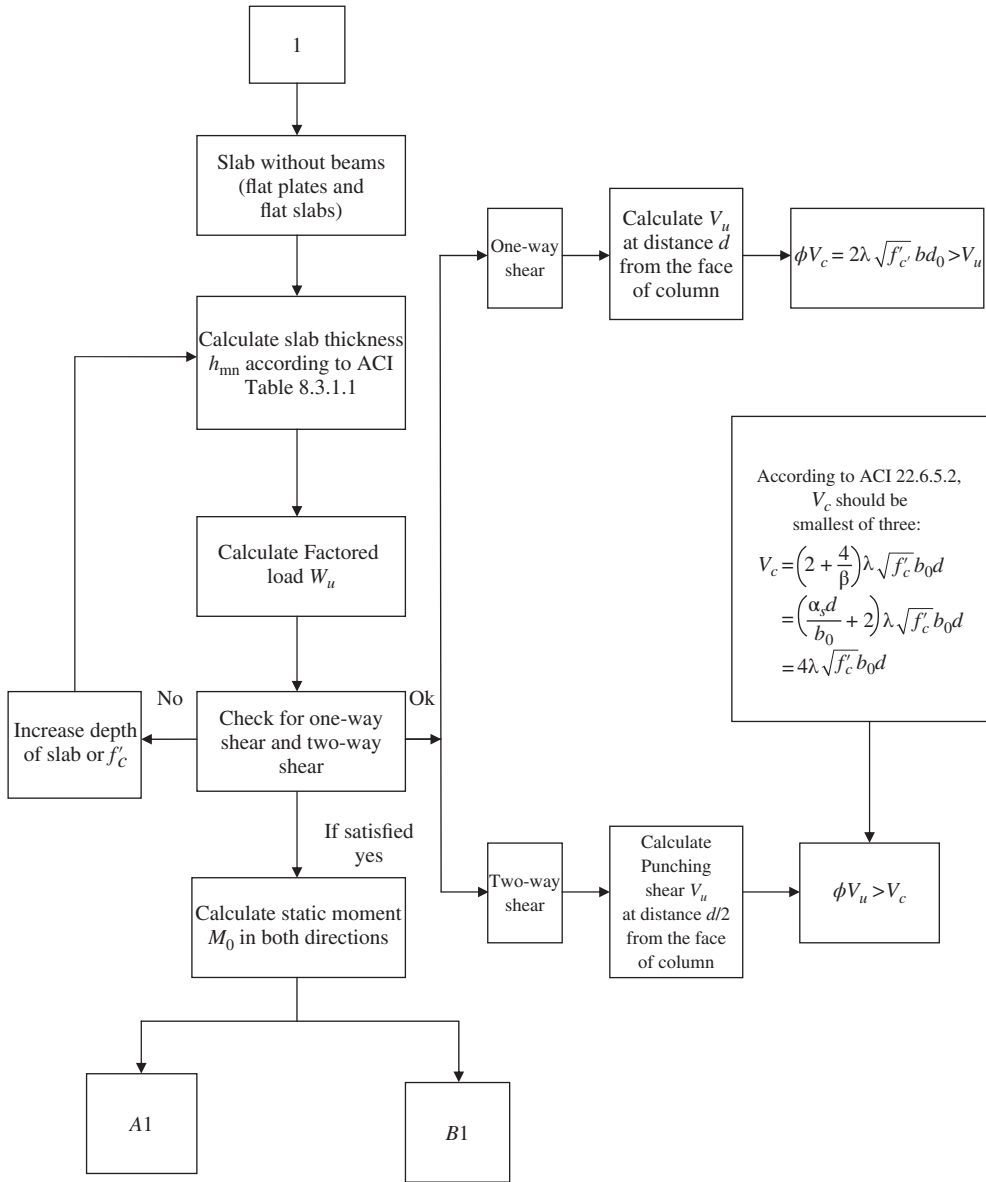 1
Slab without beams
(flat plates and
flat slabs)
Calculate slab thickness
h_mn according to ACI
Table 8.3.1.1
Calculate Factored
load W_u
No
Ok
Increase depth
of slab or f′_c
Check for one-way
shear and two-way
shear
If satisfied
yes
Calculate static moment
M_0 in both directions
A1
B1
One-way
shear
Calculate V_u
at distance d
from the face
of column
ϕV_c = 2λ√f′_c′ bd_0 > V_u
According to ACI 22.6.5.2,
V_c should be
smallest of three:
V_c = (2 + 4/β) λ√f′_c b_0d
= (α_s d/b_0 + 2) λ√f′_c b_0d
= 4λ√f′_c b_0d
Two-way
shear
Calculate
Punching
shear V_u
at distance d/2
from the face
of column
ϕV_u > V_c